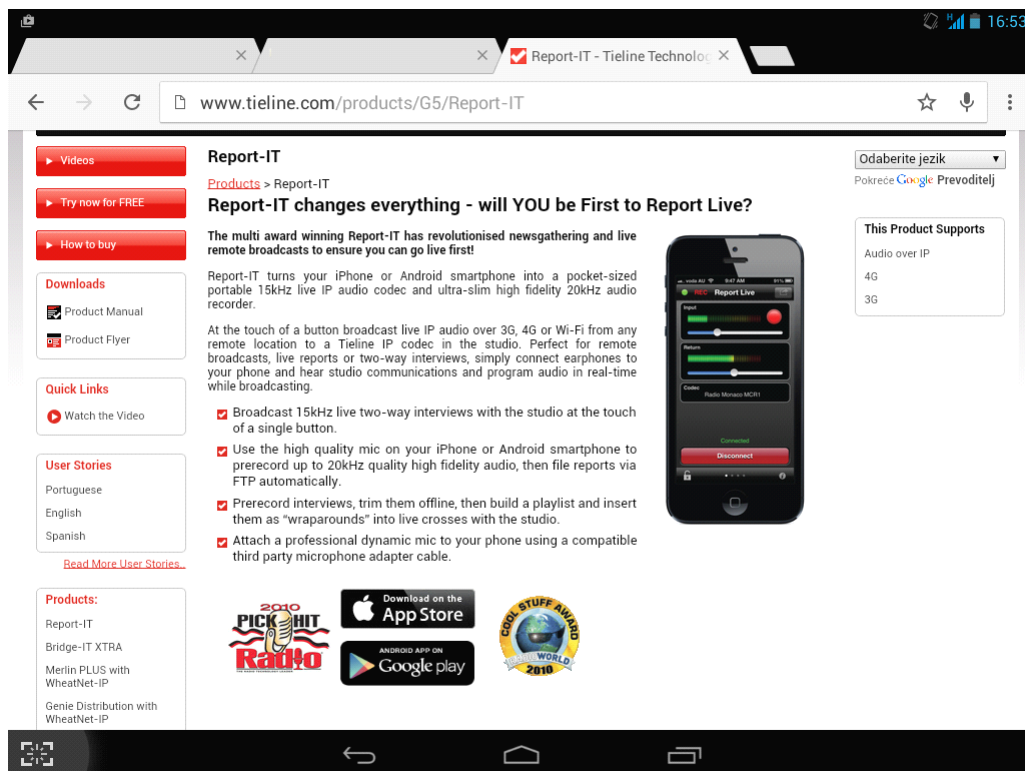 H
16:53
Report-IT - Tieline Technolog
www.tieline.com/products/G5/Report-IT
Videos
Try now for FREE
How to buy
Downloads
Product Manual
Product Flyer
Quick Links
Watch the Video
User Stories
Portuguese
English
Spanish
Read More User Stories..
Products:
Report-IT
Bridge-IT XTRA
Merlin PLUS with
WheatNet-IP
Genie Distribution with
WheatNet-IP
Report-IT
Products > Report-IT
Report-IT changes everything - will YOU be First to Report Live?
The multi award winning Report-IT has revolutionised newsgathering and live
remote broadcasts to ensure you can go live first!
Report-IT turns your iPhone or Android smartphone into a pocket-sized
portable 15kHz live IP audio codec and ultra-slim high fidelity 20kHz audio
recorder.
At the touch of a button broadcast live IP audio over 3G, 4G or Wi-Fi from any
remote location to a Tieline IP codec in the studio. Perfect for remote
broadcasts, live reports or two-way interviews, simply connect earphones to
your phone and hear studio communications and program audio in real-time
while broadcasting.
Broadcast 15kHz live two-way interviews with the studio at the touch
of a single button.
Use the high quality mic on your iPhone or Android smartphone to
prerecord up to 20kHz quality high fidelity audio, then file reports via
FTP automatically.
Prerecord interviews, trim them offline, then build a playlist and insert
them as “wraparounds” into live crosses with the studio.
Attach a professional dynamic mic to your phone using a compatible
third party microphone adapter cable.
2010
PICK HIT
Radio
Download on the
App Store
ANDROID APP ON
Google play
COOL STUFF AWARD
WORLD
2010
voda AU 9:47 AM 91%
REC Report Live
Input
Return
Codec
Radio Monaco MCR1
Connected
Disconnect
Odaberite jezik
Pokreće Google Prevoditelj
This Product Supports
Audio over IP
4G
3G